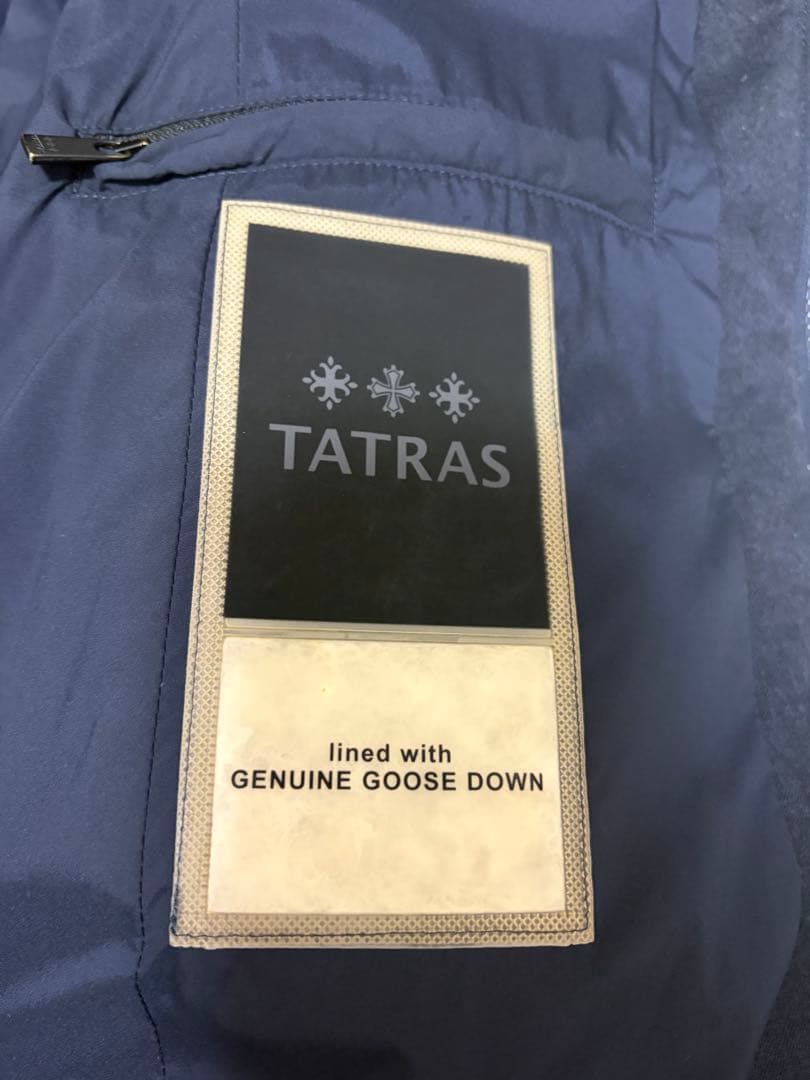 TATRAS
lined with
GENUINE GOOSE DOWN